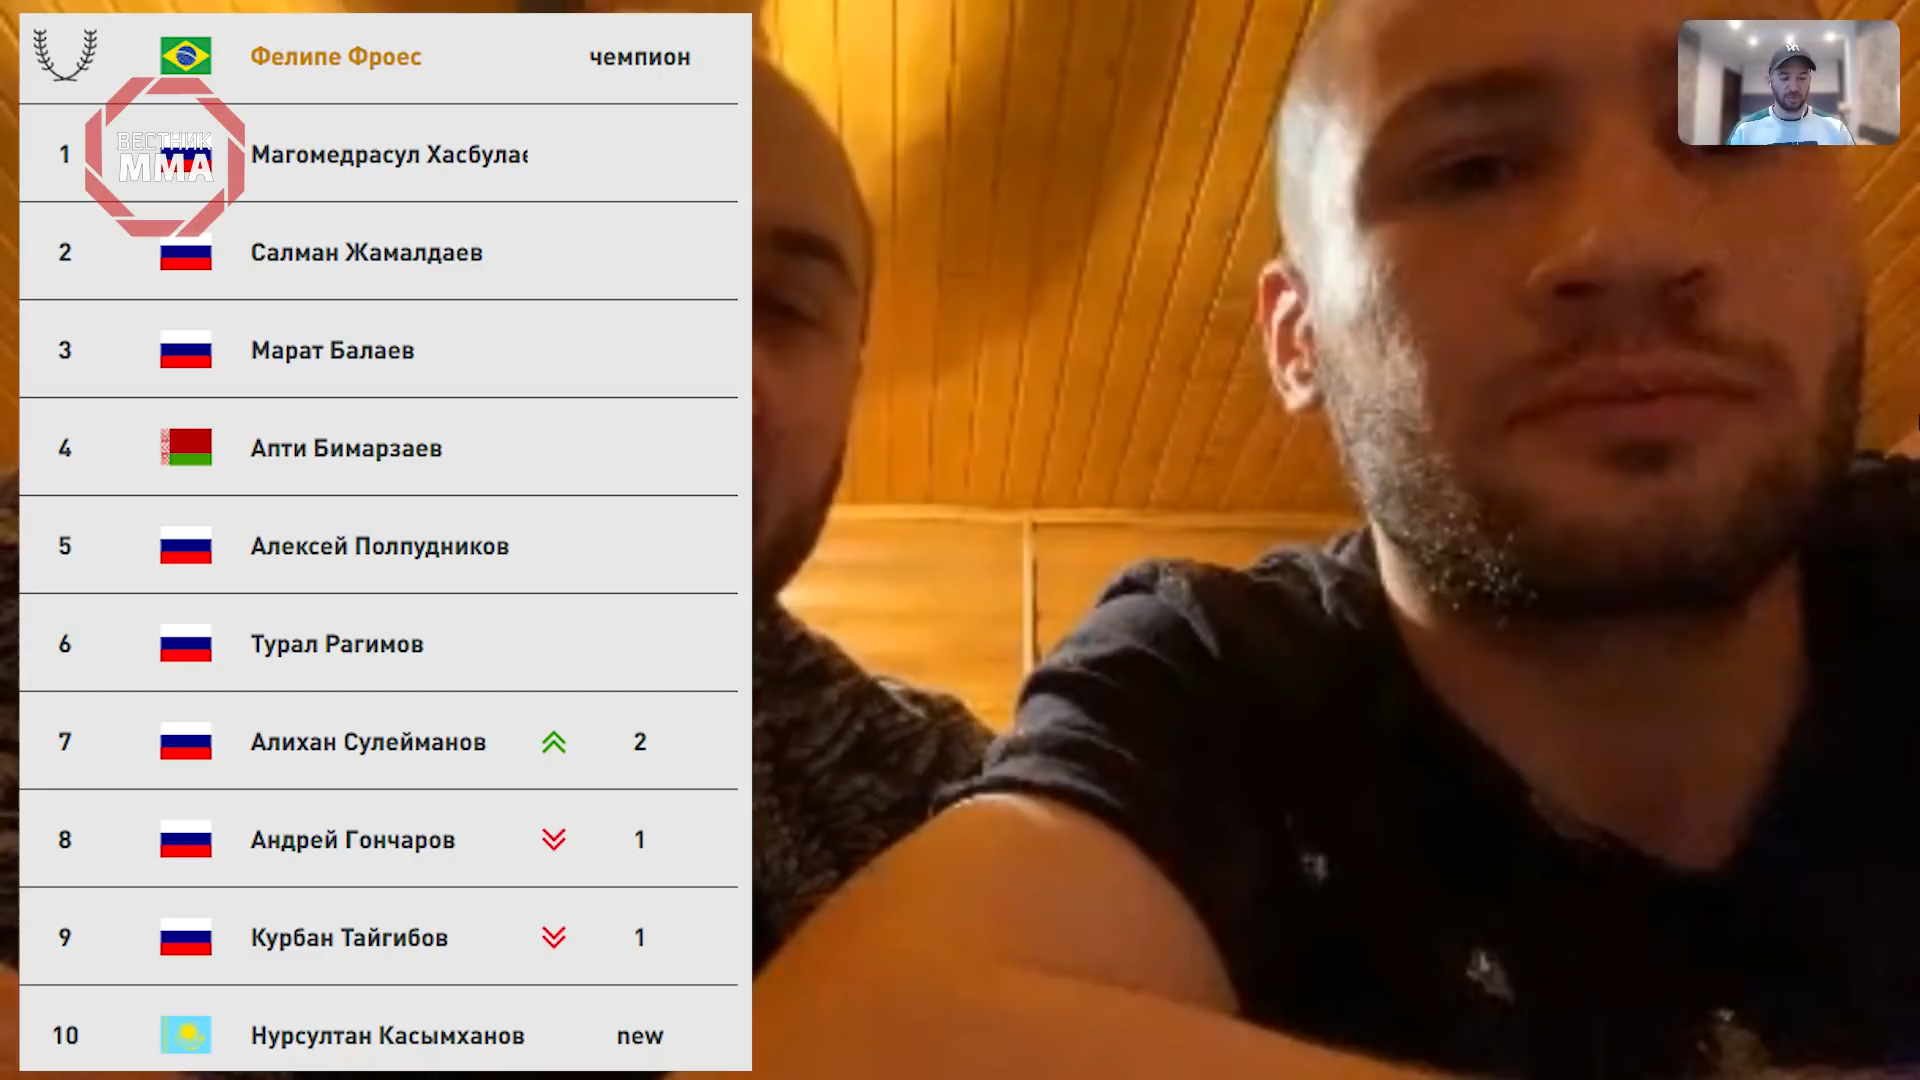 Фелипе Фроес чемпион
1 Магомедрасул Хасбулае
ВЕСТНИК
ММА
2 Салман Жамалдаев
3 Марат Балаев
4 Апти Бимарзаев
5 Алексей Полпудников
6 Турал Рагимов
7 Алихан Сулейманов 2
8 Андрей Гончаров 1
9 Курбан Тайгибов 1
10 Нурсултан Касымханов new